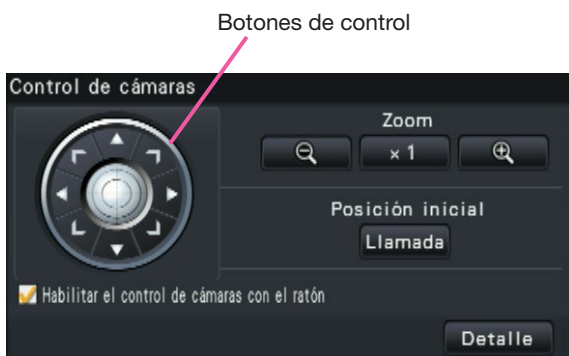 Botones de control
Control de cámaras
Zoom
× 1
Posición inicial
Llamada
Habilitar el control de cámaras con el ratón
Detalle